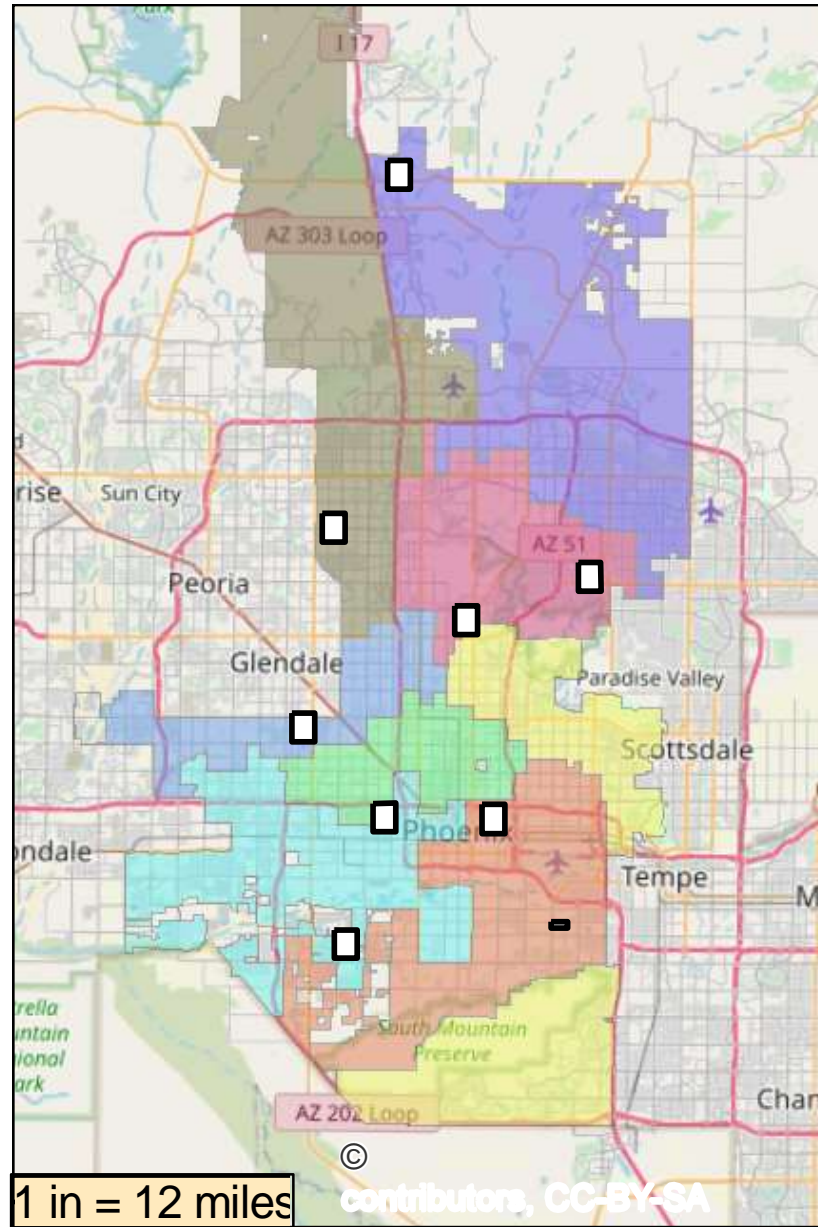 Park
I 17
AZ 303 Loop
rise
Sun City
AZ 51
Peoria
Glendale
Paradise Valley
Scottsdale
Phoenix
ondale
Tempe
M
trella
untain
ional
ark
South Mountain
Preserve
AZ 202 Loop
Chan
©
contributors, CC-BY-SA
1 in = 12 miles